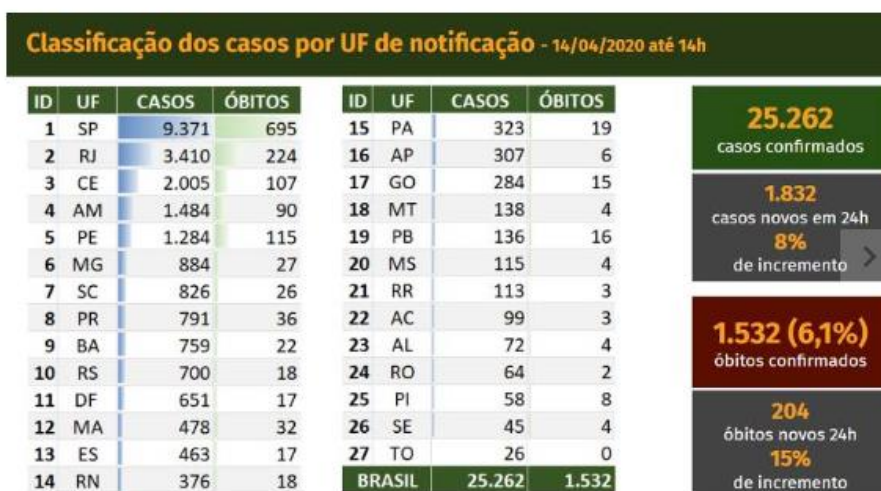 Classificação dos casos por UF de notificação - 14/04/2020 até 14h
ID UF CASOS ÓBITOS
1 SP 9.371 695
2 RJ 3.410 224
3 CE 2.005 107
4 AM 1.484 90
5 PE 1.284 115
6 MG 884 27
7 SC 826 26
8 PR 791 36
9 BA 759 22
10 RS 700 18
11 DF 651 17
12 MA 478 32
13 ES 463 17
14 RN 376 18
ID UF CASOS ÓBITOS
15 PA 323 19
16 AP 307 6
17 GO 284 15
18 MT 138 4
19 PB 136 16
20 MS 115 4
21 RR 113 3
22 AC 99 3
23 AL 72 4
24 RO 64 2
25 PI 58 8
26 SE 45 4
27 TO 26 0
BRASIL 25.262 1.532
25.262
casos confirmados
1.832
casos novos em 24h
8%
de incremento
1.532 (6,1%)
óbitos confirmados
204
óbitos novos 24h
15%
de incremento